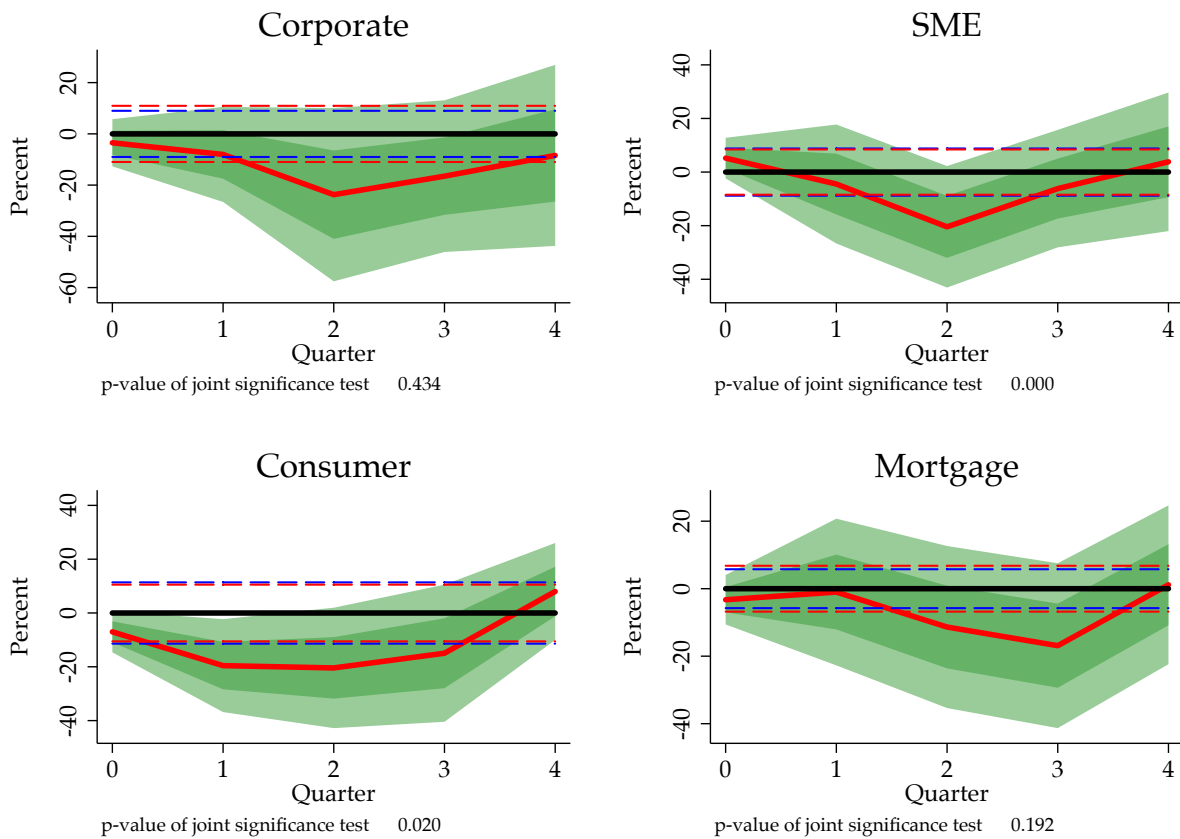 Corporate
Percent
20
0
-20
-40
-60
0 1 2 3 4
Quarter
p-value of joint significance test 0.434
SME
Percent
40
20
0
-20
-40
0 1 2 3 4
Quarter
p-value of joint significance test 0.000
Consumer
Percent
40
20
0
-20
-40
0 1 2 3 4
Quarter
p-value of joint significance test 0.020
Mortgage
Percent
20
0
-20
-40
0 1 2 3 4
Quarter
p-value of joint significance test 0.192